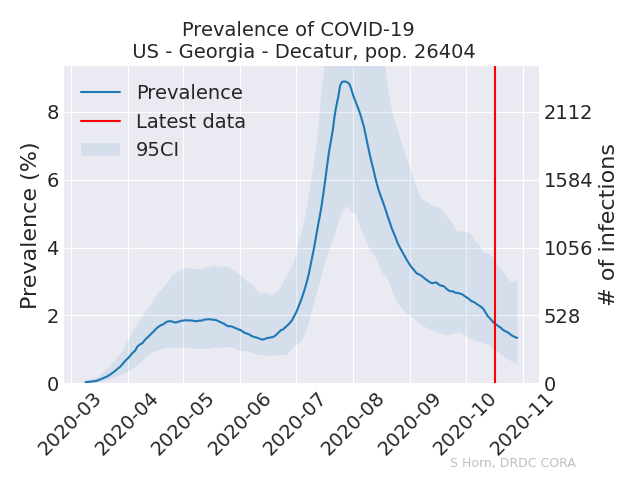 Prevalence of COVID-19
US - Georgia - Decatur, pop. 26404
Prevalence
Latest data
95CI
Prevalence (%)
8
6
4
2
0
2112
1584
1056
528
0
# of infections
2020-03
2020-04
2020-05
2020-06
2020-07
2020-08
2020-09
2020-10
2020-11
S Horn, DRDC CORA